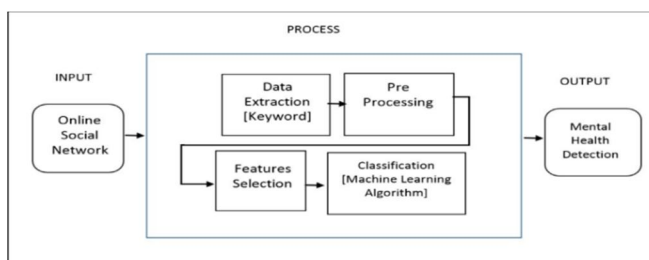 PROCESS
INPUT
Online
Social
Network
Data
Extraction
[Keyword]
Pre
Processing
Features
Selection
Classification
[Machine Learning
Algorithm]
OUTPUT
Mental
Health
Detection